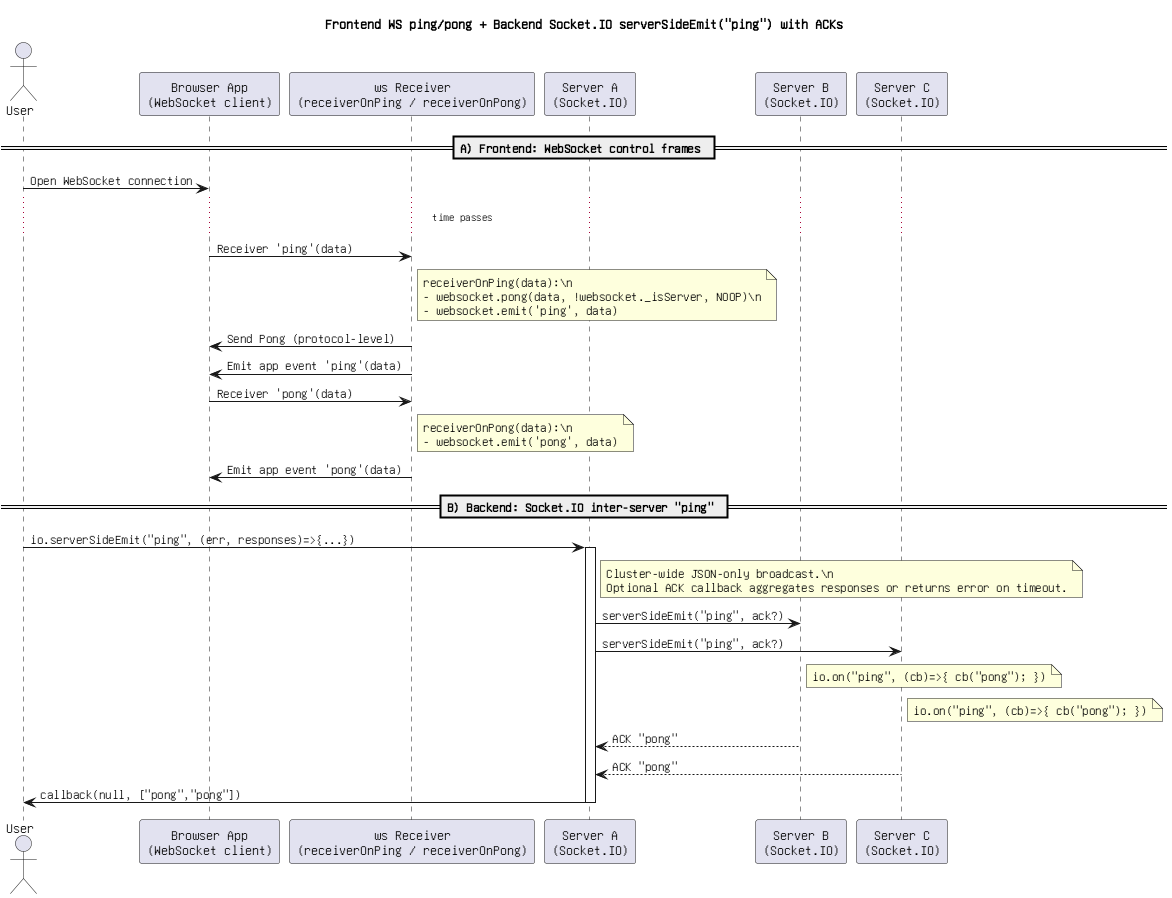 Frontend WS ping/pong + Backend Socket.IO serverSideEmit("ping") with ACKs
User
Browser App
(WebSocket client)
ws Receiver
(receiverOnPing / receiverOnPong)
Server A
(Socket.IO)
Server B
(Socket.IO)
Server C
(Socket.IO)
A) Frontend: WebSocket control frames
Open WebSocket connection
time passes
Receiver 'ping'(data)
receiverOnPing(data):\n
- websocket.pong(data, !websocket._isServer, NOOP)\n
- websocket.emit('ping', data)
Send Pong (protocol-level)
Emit app event 'ping'(data)
Receiver 'pong'(data)
receiverOnPong(data):\n
- websocket.emit('pong', data)
Emit app event 'pong'(data)
B) Backend: Socket.IO inter-server "ping"
io.serverSideEmit("ping", (err, responses)=>{...})
Cluster-wide JSON-only broadcast.\n
Optional ACK callback aggregates responses or returns error on timeout.
serverSideEmit("ping", ack?)
serverSideEmit("ping", ack?)
io.on("ping", (cb)=>{ cb("pong"); })
io.on("ping", (cb)=>{ cb("pong"); })
ACK "pong"
ACK "pong"
callback(null, ["pong","pong"])
User
Browser App
(WebSocket client)
ws Receiver
(receiverOnPing / receiverOnPong)
Server A
(Socket.IO)
Server B
(Socket.IO)
Server C
(Socket.IO)